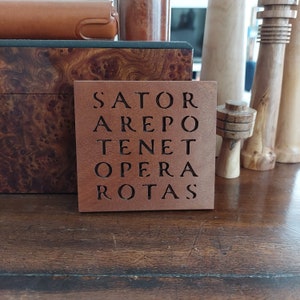 SATOR
AREPO
TENET
OPERA
ROTAS